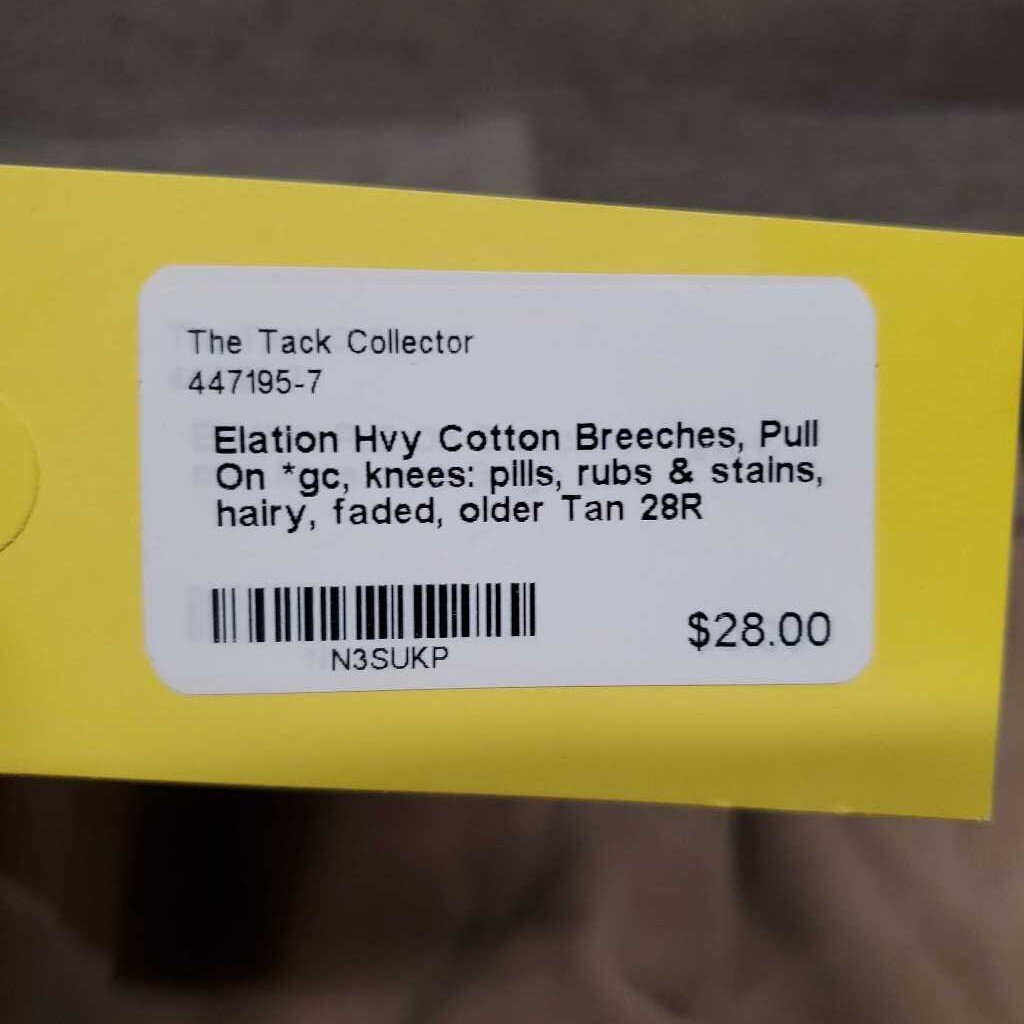 The Tack Collector
447195-7
Elation Hvy Cotton Breeches, Pull
On *gc, knees: pills, rubs & stains,
hairy, faded, older Tan 28R
N3SUKP
$28.00